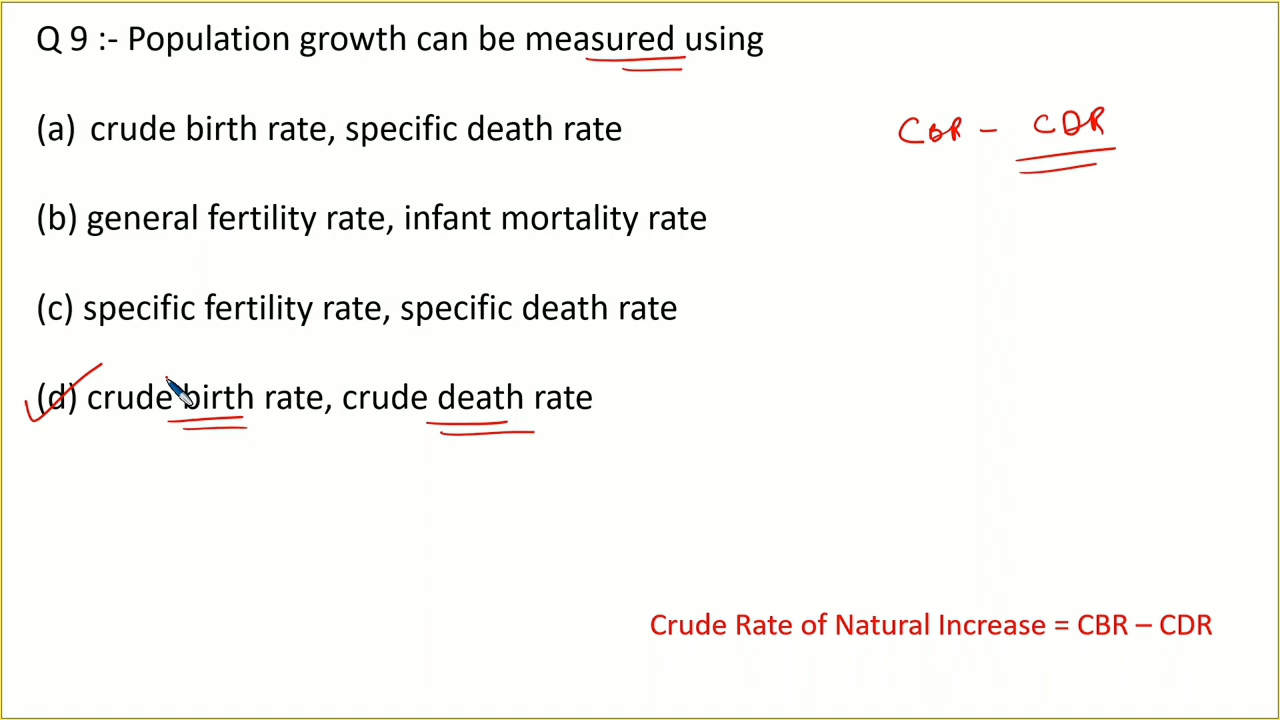 Q 9 :- Population growth can be measured using
(a) crude birth rate, specific death rate
CBR - CDR
(b) general fertility rate, infant mortality rate
(c) specific fertility rate, specific death rate
(d) crude birth rate, crude death rate
Crude Rate of Natural Increase = CBR – CDR